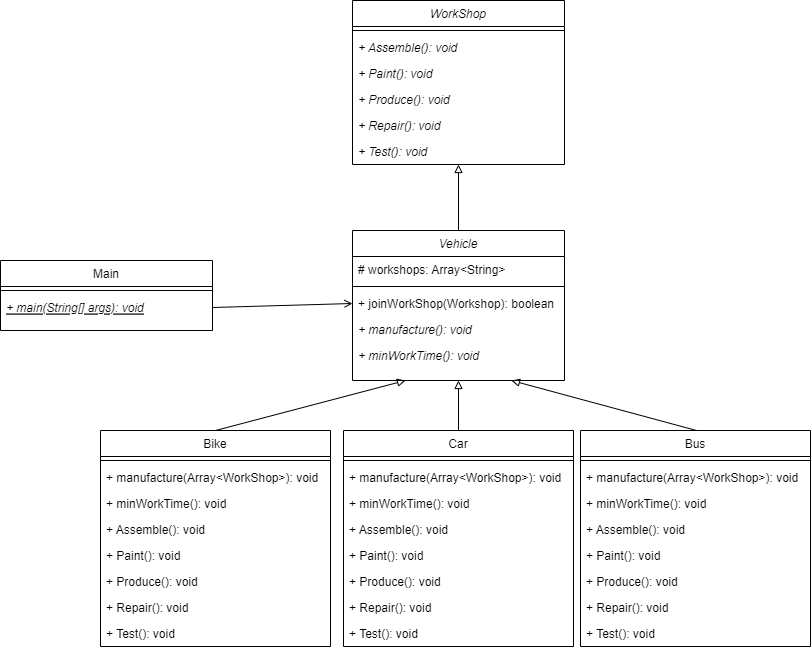 WorkShop
+ Assemble(): void
+ Paint(): void
+ Produce(): void
+ Repair(): void
+ Test(): void
Vehicle
# workshops: Array<String>
+ joinWorkShop(Workshop): boolean
+ manufacture(): void
+ minWorkTime(): void
Main
+ main(String[] args): void
Bike
+ manufacture(Array<WorkShop>): void
+ minWorkTime(): void
+ Assemble(): void
+ Paint(): void
+ Produce(): void
+ Repair(): void
+ Test(): void
Car
+ manufacture(Array<WorkShop>): void
+ minWorkTime(): void
+ Assemble(): void
+ Paint(): void
+ Produce(): void
+ Repair(): void
+ Test(): void
Bus
+ manufacture(Array<WorkShop>): void
+ minWorkTime(): void
+ Assemble(): void
+ Paint(): void
+ Produce(): void
+ Repair(): void
+ Test(): void